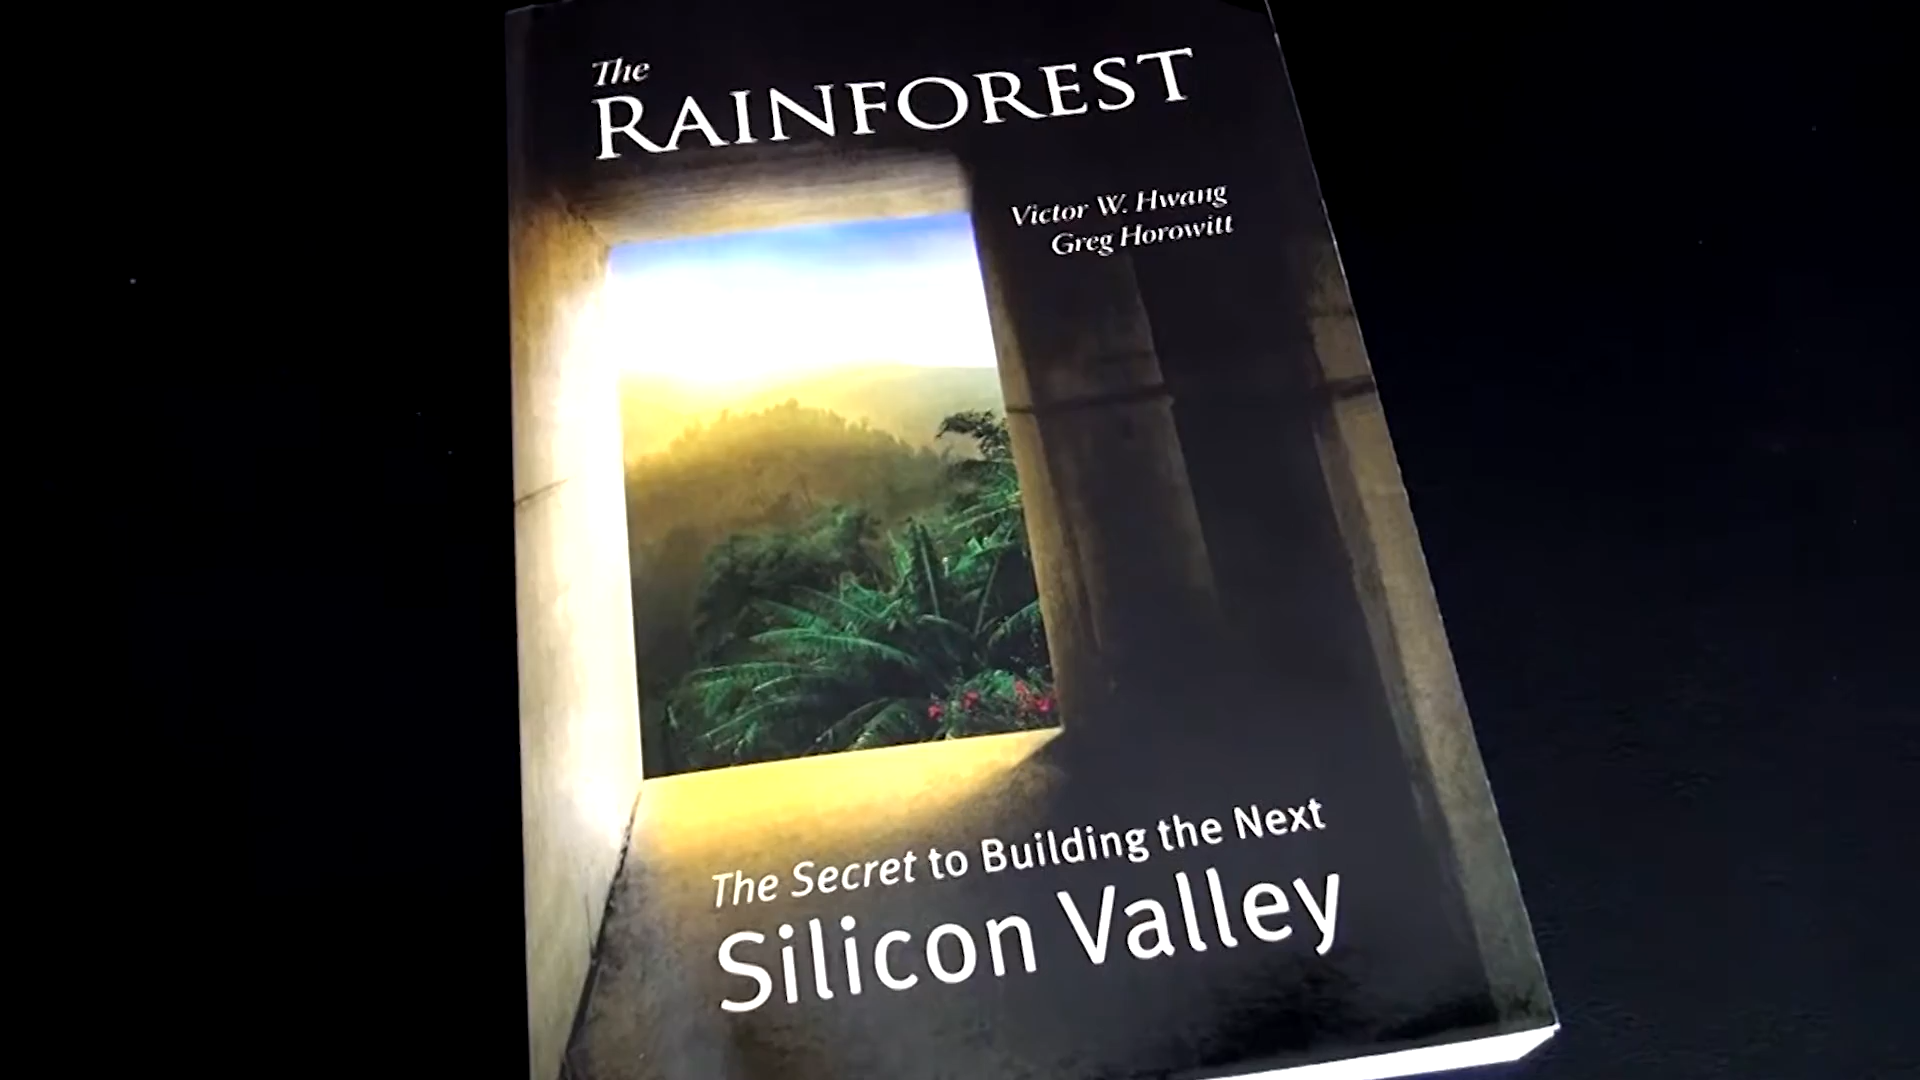 The
RAINFOREST
Victor W. Hwang
Greg Horowitt
The Secret to Building the Next
Silicon Valley